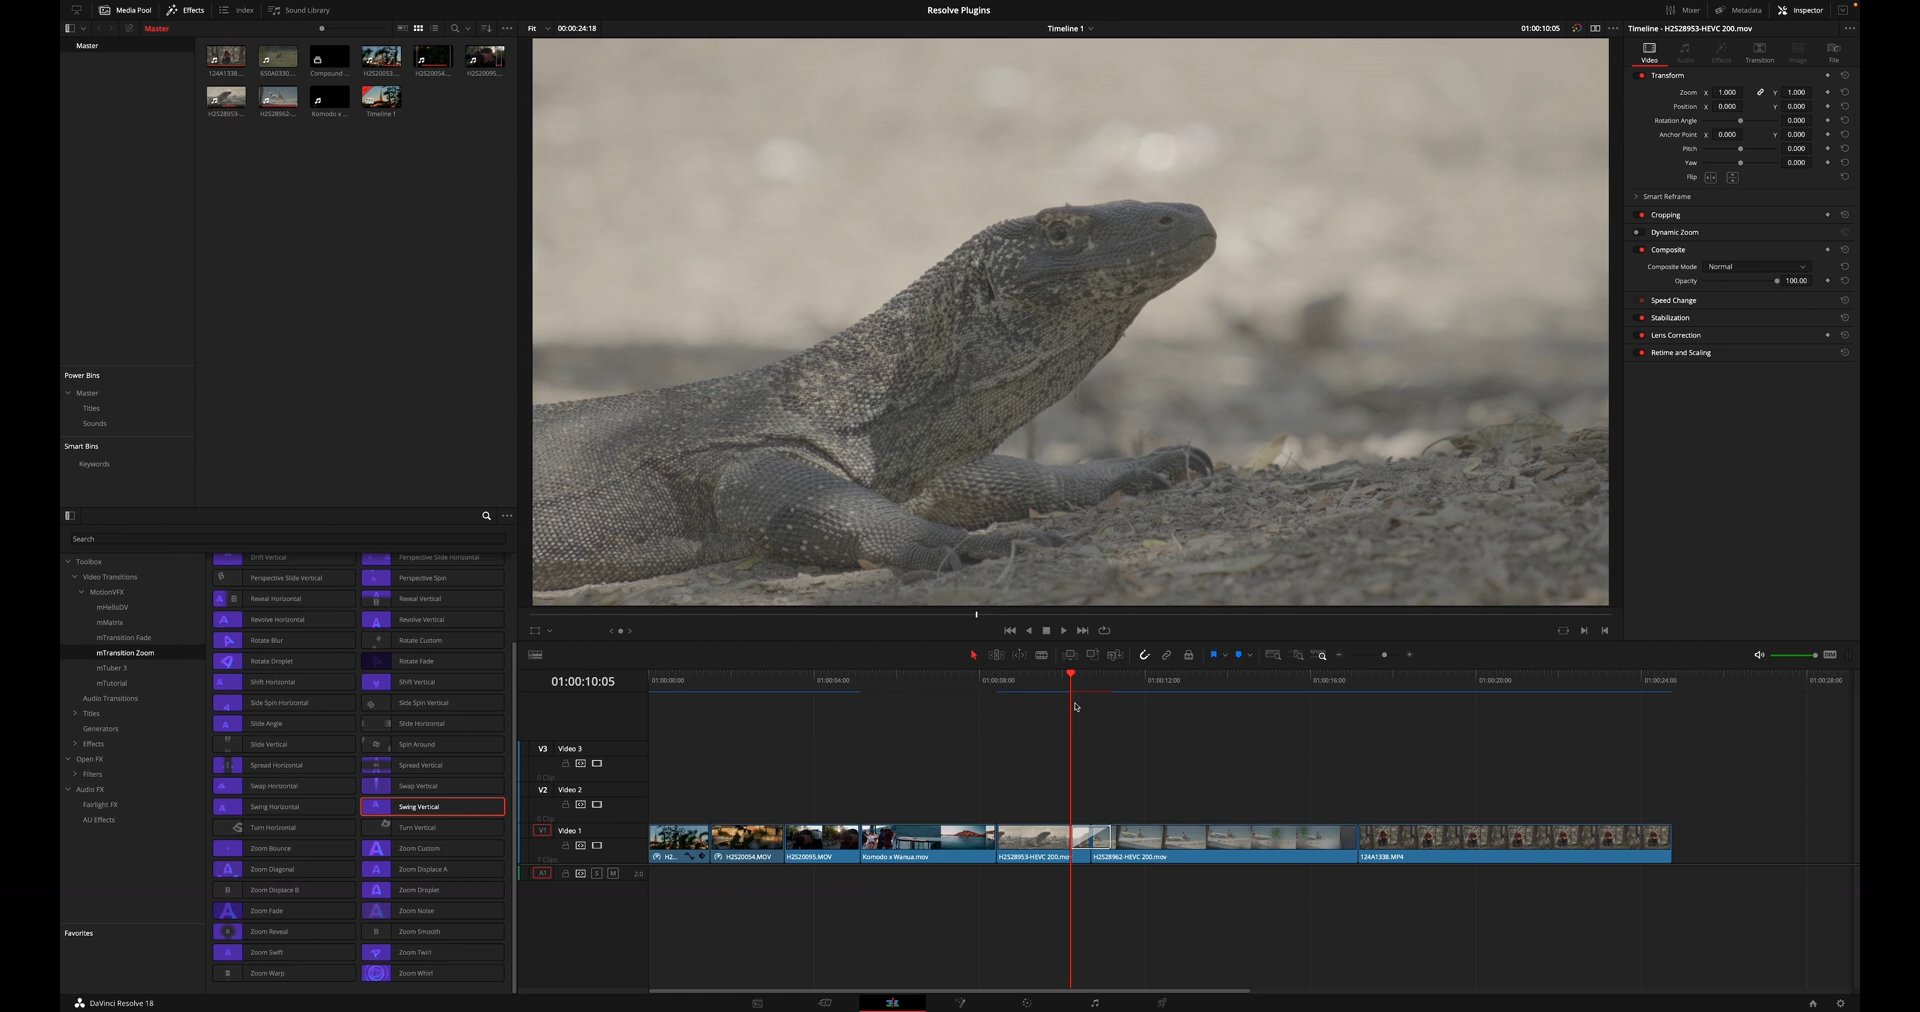 Media Pool Effects Index Sound Library Resolve Plugins Mixer Metadata Inspector
Master Fit 00:00:24:18 Timeline 1 01:00:10:05 Timeline - H2S28953-HEVC 200.mov
Master
124A1338.... 650A0330.... Compound ... H2S20053.... H2S20054.... H2S20095....
H2S28953-... H2S28962-... Komodo x ... Timeline 1
Video Audio Effects Transition Image File
Transform
Zoom X 1.000 Y 1.000
Position X 0.000 Y 0.000
Rotation Angle 0.000
Anchor Point X 0.000 Y 0.000
Pitch 0.000
Yaw 0.000
Flip
Smart Reframe
Cropping
Dynamic Zoom
Composite
Composite Mode Normal
Opacity 100.00
Speed Change
Stabilization
Lens Correction
Retime and Scaling
Power Bins
Master
Titles
Sounds
Smart Bins
Keywords
Search
Toolbox
Video Transitions
MotionVFX
mHelloDV
mMatrix
mTransition Fade
mTransition Zoom
mTuber 3
mTutorial
Audio Transitions
Titles
Generators
Effects
Open FX
Filters
Audio FX
Fairlight FX
AU Effects
Favorites
Drift Vertical Perspective Slide Horizontal
Perspective Slide Vertical Perspective Spin
Reveal Horizontal Reveal Vertical
Revolve Horizontal Revolve Vertical
Rotate Blur Rotate Custom
Rotate Droplet Rotate Fade
Shift Horizontal Shift Vertical
Side Spin Horizontal Side Spin Vertical
Slide Angle Slide Horizontal
Slide Vertical Spin Around
Spread Horizontal Spread Vertical
Swap Horizontal Swap Vertical
Swing Horizontal Swing Vertical
Turn Horizontal Turn Vertical
Zoom Bounce Zoom Custom
Zoom Diagonal Zoom Displace A
Zoom Displace B Zoom Droplet
Zoom Fade Zoom Noise
Zoom Reveal Zoom Smooth
Zoom Swift Zoom Twirl
Zoom Warp Zoom Whirl
DIM
01:00:10:05 01:00:00:00 01:00:04:00 01:00:08:00 01:00:12:00 01:00:16:00 01:00:20:00 01:00:24:00 01:00:28:00
V3 Video 3
0 Clip
V2 Video 2
0 Clip
V1 Video 1
7 Clips
H2... H2S20054.MOV H2S20095.MOV Komodo x Wanua.mov H2S28953-HEVC 200.mov H2S28962-HEVC 200.mov 124A1338.MP4
A1 S M 2.0
DaVinci Resolve 18